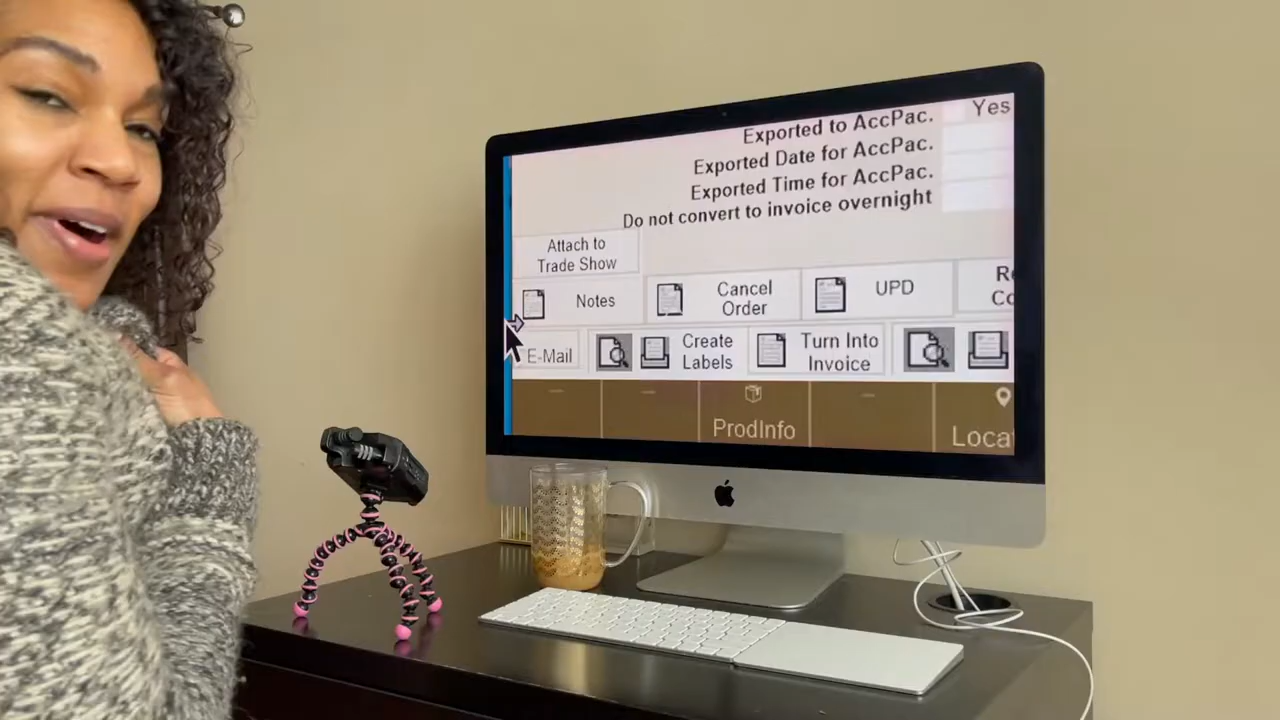 Exported to AccPac. Yes
Exported Date for AccPac.
Exported Time for AccPac.
Do not convert to invoice overnight
Attach to
Trade Show
Notes
Cancel
Order
UPD
E-Mail
Create
Labels
Turn Into
Invoice
ProdInfo